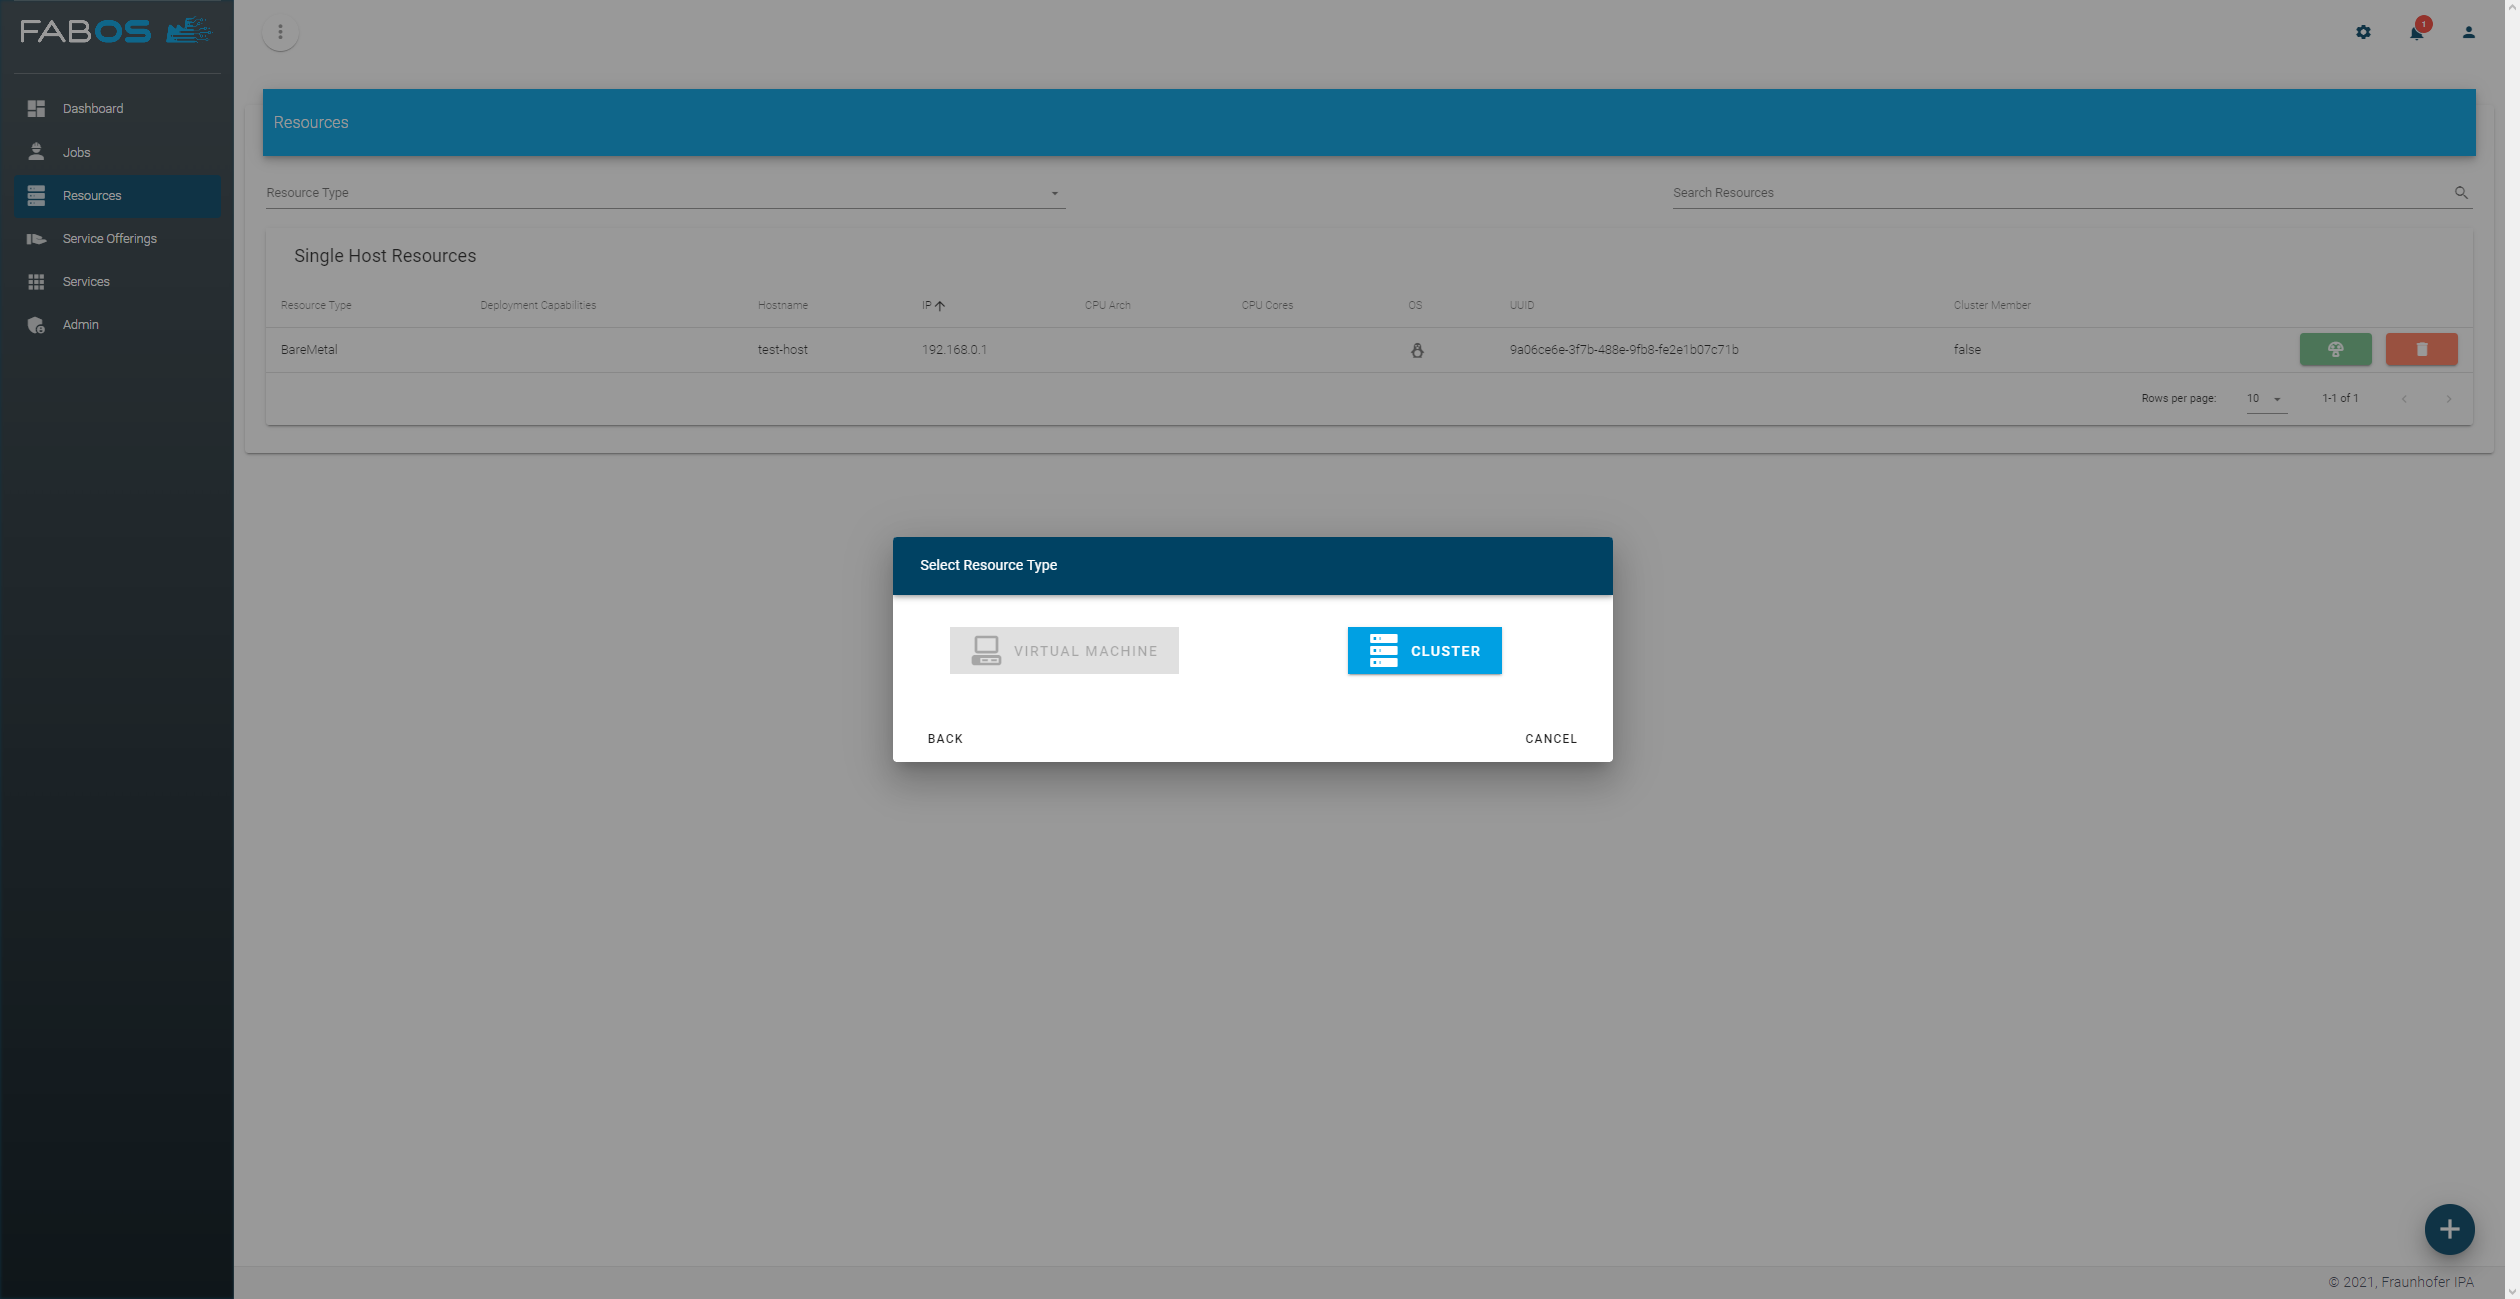 FABOS
1
Dashboard
Jobs
Resources
Service Offerings
Services
Admin
Resources
Resource Type
Search Resources
Single Host Resources
Resource Type Deployment Capabilities Hostname IP CPU Arch CPU Cores OS UUID Cluster Member
BareMetal test-host 192.168.0.1 9a06ce6e-3f7b-488e-9fb8-fe2e1b07c71b false
Rows per page: 10 1-1 of 1
Select Resource Type
VIRTUAL MACHINE CLUSTER
BACK CANCEL
© 2021, Fraunhofer IPA